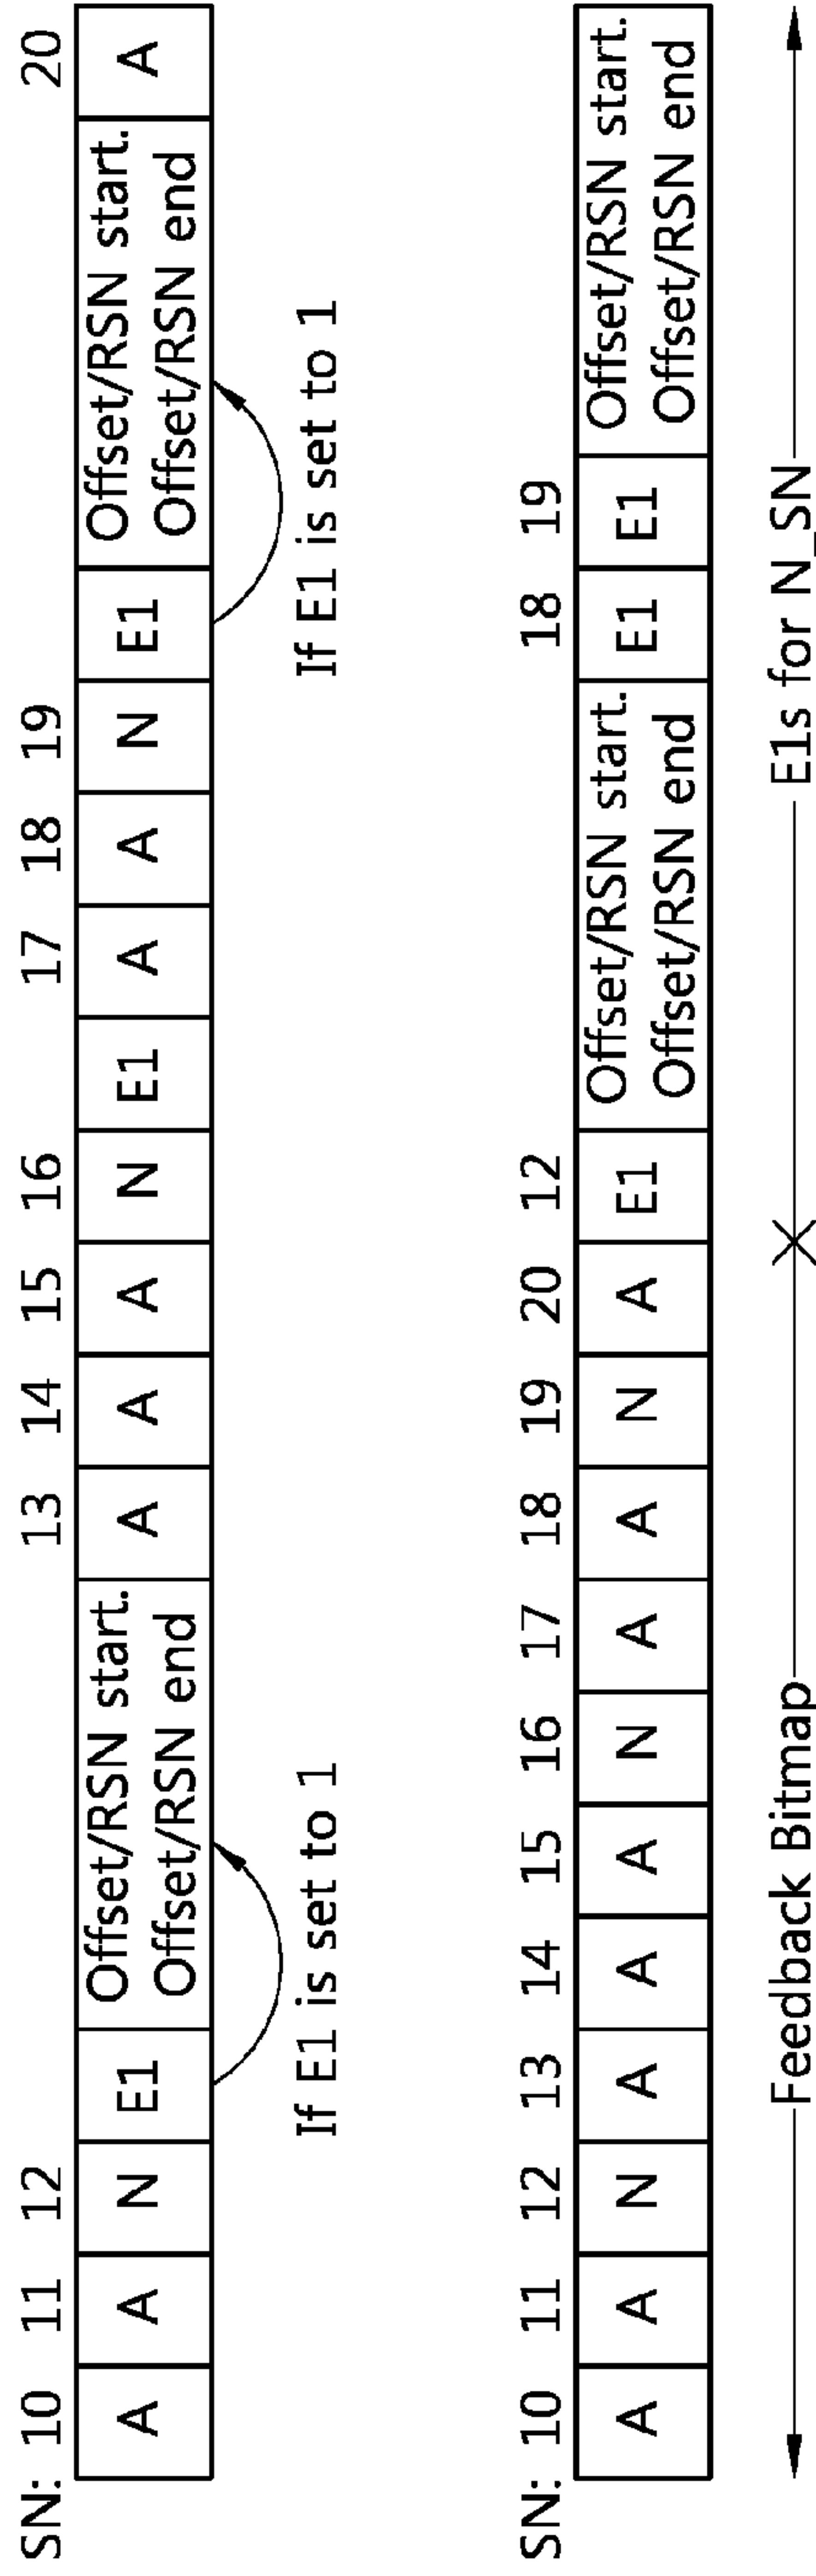 SN: 10 11 12 13 14 15 16 17 18 19 20
A A N E1 Offset/RSN start. A A A N E1 A A N E1 Offset/RSN start. A
Offset/RSN end Offset/RSN end
If E1 is set to 1 If E1 is set to 1
SN: 10 11 12 13 14 15 16 17 18 19 20 12 18 19
A A N A A A N A A N A E1 Offset/RSN start. E1 E1 Offset/RSN start.
Offset/RSN end Offset/RSN end
Feedback Bitmap E1s for N_SN